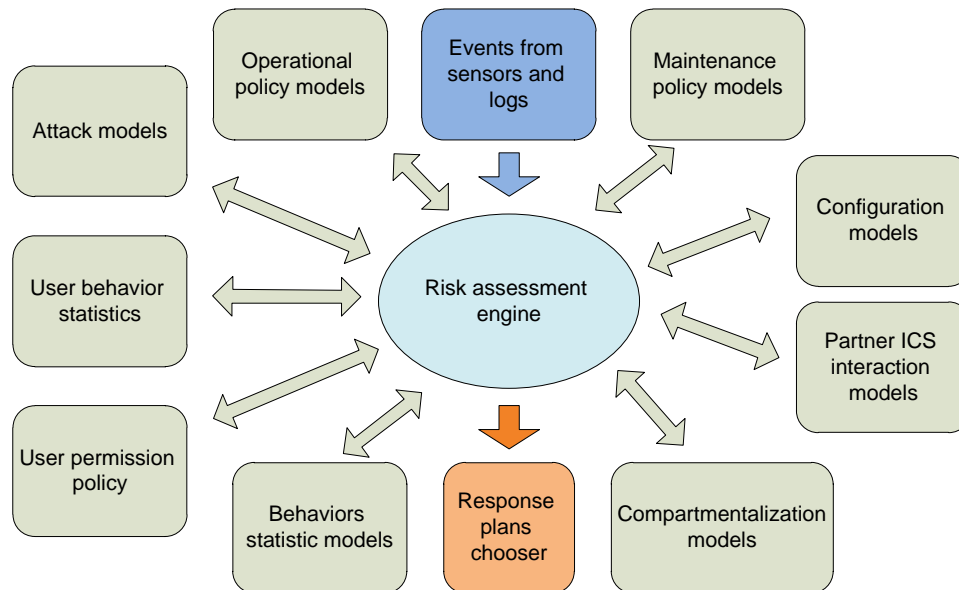 Operational
policy models
Events from
sensors and
logs
Maintenance
policy models
Attack models
Configuration
models
User behavior
statistics
Risk assessment
engine
Partner ICS
interaction
models
User permission
policy
Behaviors
statistic models
Response
plans
chooser
Compartmentalization
models